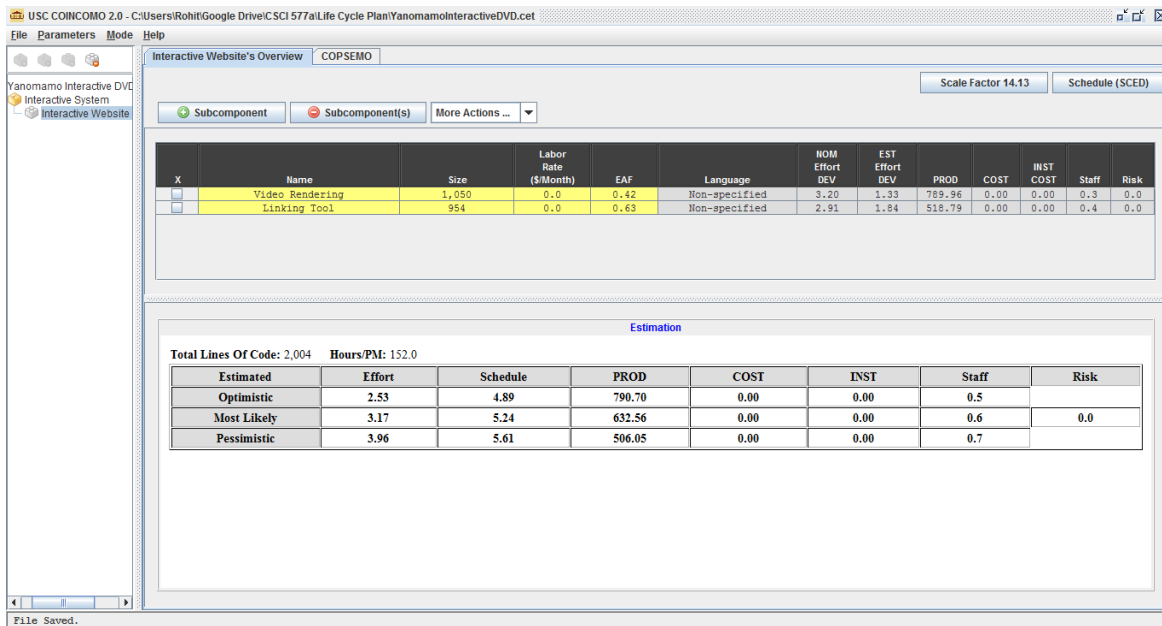 USC COINCOMO 2.0 - C:\Users\Rohit\Google Drive\CSCI 577a\Life Cycle Plan\YanomamoInteractiveDVD.cet
File Parameters Mode Help
Interactive Website's Overview COPSEMO
Yanomamo Interactive DVD
Interactive System
Interactive Website
Scale Factor 14.13 Schedule (SCED)
Subcomponent Subcomponent(s) More Actions ...
X Name Size Labor Rate ($/Month) EAF Language NOM Effort DEV EST Effort DEV PROD COST INST COST Staff Risk
Video Rendering 1,050 0.0 0.42 Non-specified 3.20 1.33 789.96 0.00 0.00 0.3 0.0
Linking Tool 954 0.0 0.63 Non-specified 2.91 1.84 518.79 0.00 0.00 0.4 0.0
Estimation
Total Lines Of Code: 2,004 Hours/PM: 152.0
Estimated Effort Schedule PROD COST INST Staff Risk
Optimistic 2.53 4.89 790.70 0.00 0.00 0.5
Most Likely 3.17 5.24 632.56 0.00 0.00 0.6 0.0
Pessimistic 3.96 5.61 506.05 0.00 0.00 0.7
File Saved.